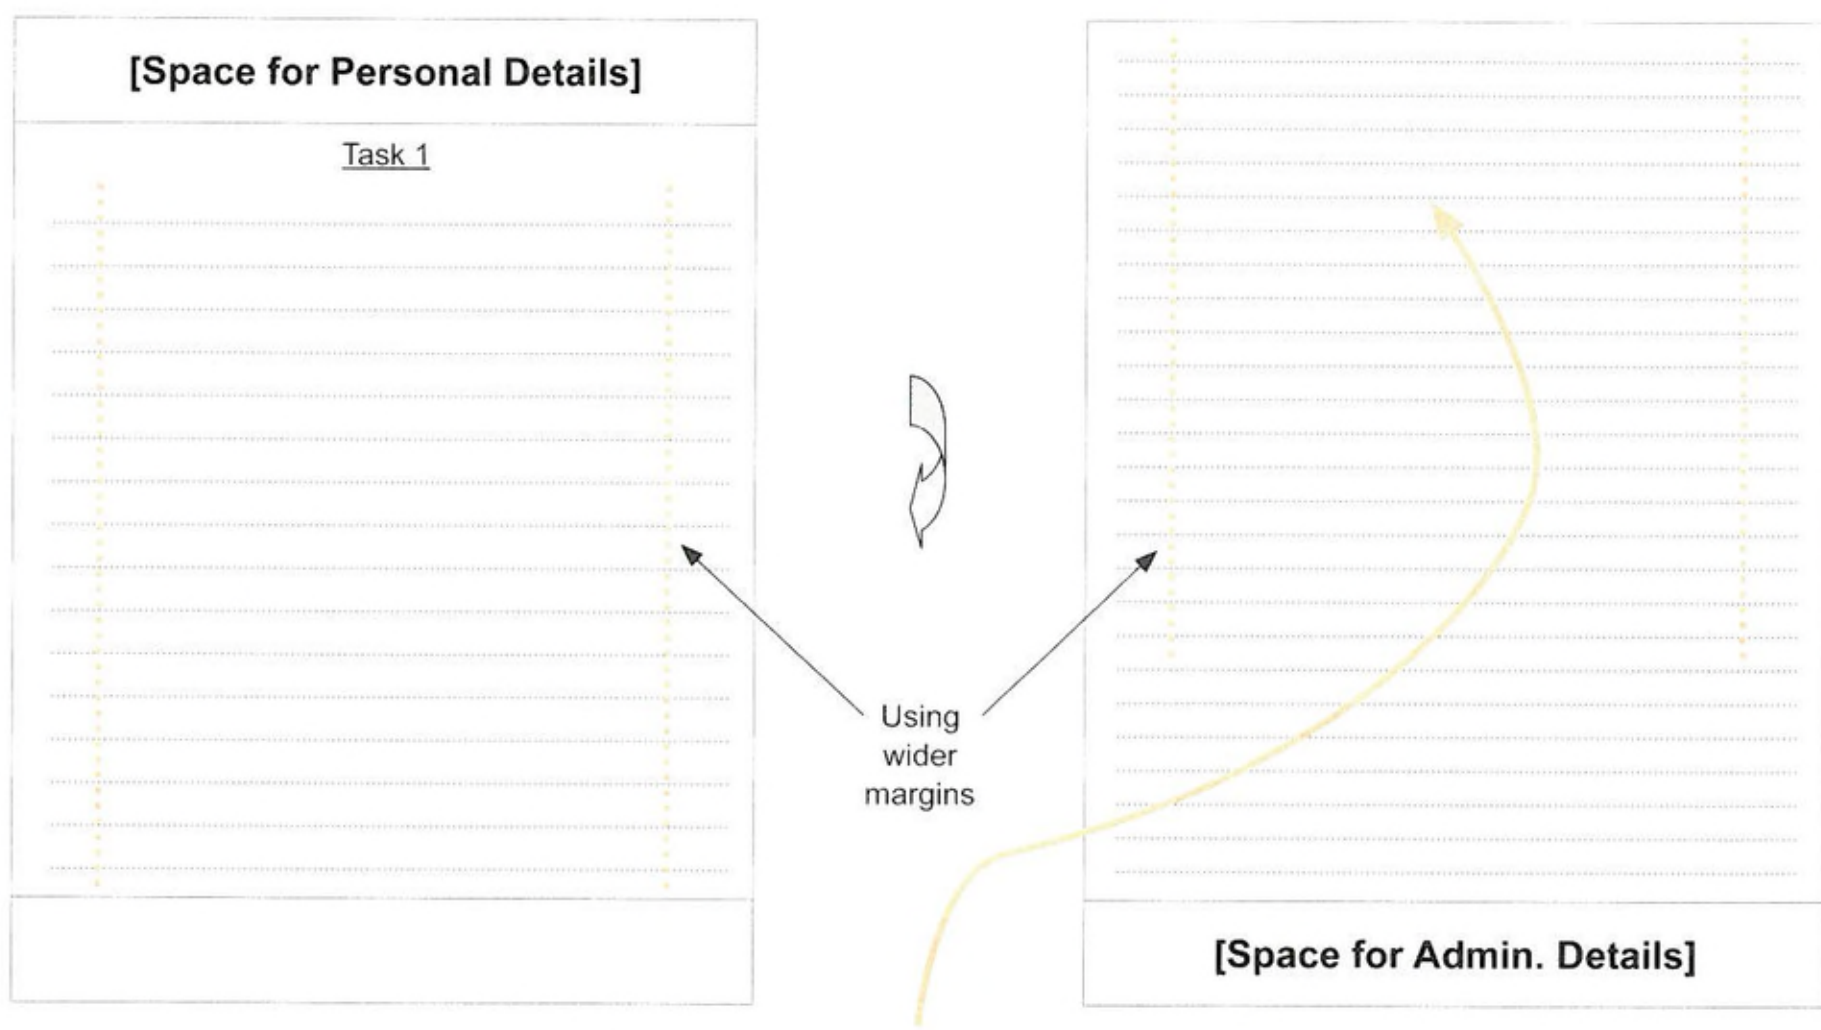 [Space for Personal Details]
Task 1
Using
wider
margins
[Space for Admin. Details]